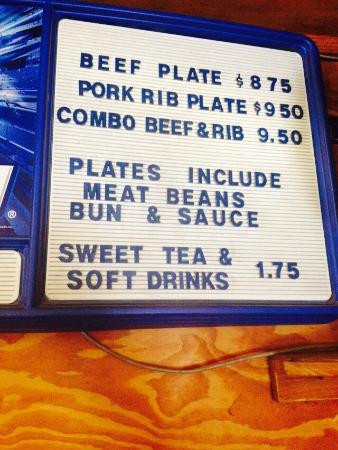 BEEF PLATE $875
PORK RIB PLATE $950
COMBO BEEF&RIB 9.50
PLATES INCLUDE
MEAT BEANS
BUN & SAUCE
SWEET TEA &
SOFT DRINKS 1.75
®